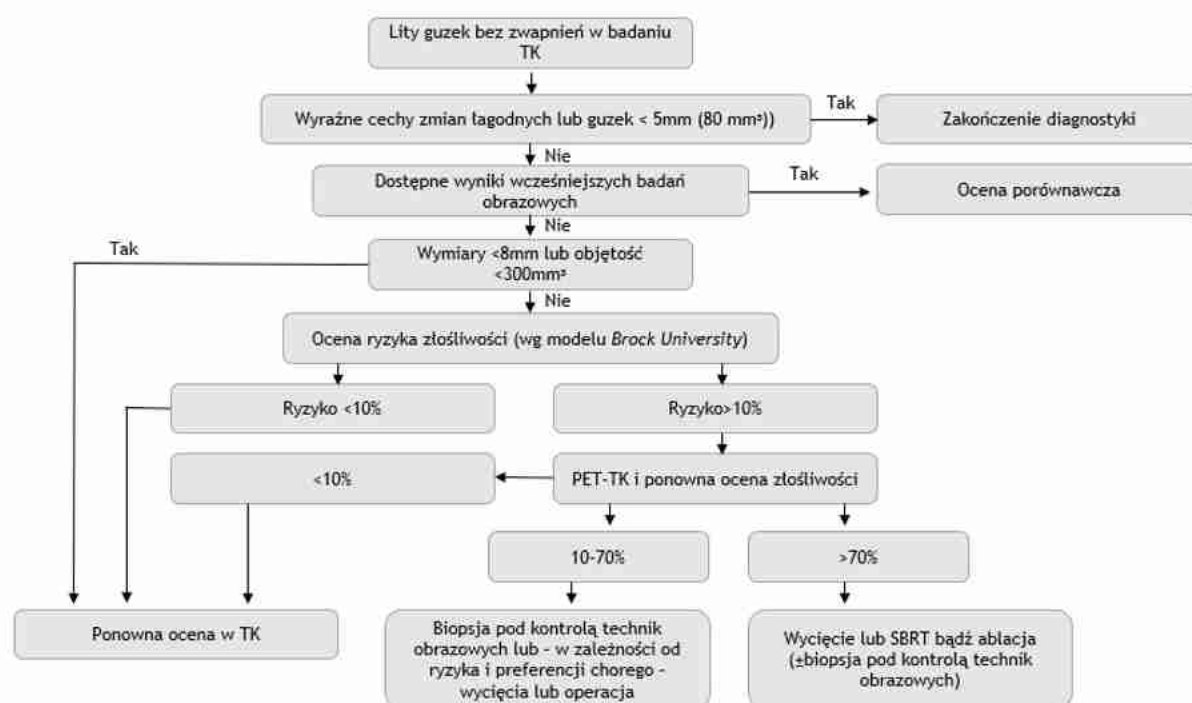 Lity guzek bez zwapnień w badaniu
TK
Wyraźne cechy zmian łagodnych lub guzek < 5mm (80 mm³))
Tak
Zakończenie diagnostyki
Nie
Dostępne wyniki wcześniejszych badań
obrazowych
Tak
Ocena porównawcza
Nie
Tak
Wymiary <8mm lub objętość
<300mm³
Nie
Ocena ryzyka złośliwości (wg modelu Brock University)
Ryzyko <10%
Ryzyko>10%
<10%
PET-TK i ponowna ocena złośliwości
10-70%
>70%
Ponowna ocena w TK
Biopsja pod kontrolą technik
obrazowych lub - w zależności od
ryzyka i preferencji chorego -
wycięcia lub operacja
Wycięcie lub SBRT bądź ablacja
(±biopsja pod kontrolą technik
obrazowych)